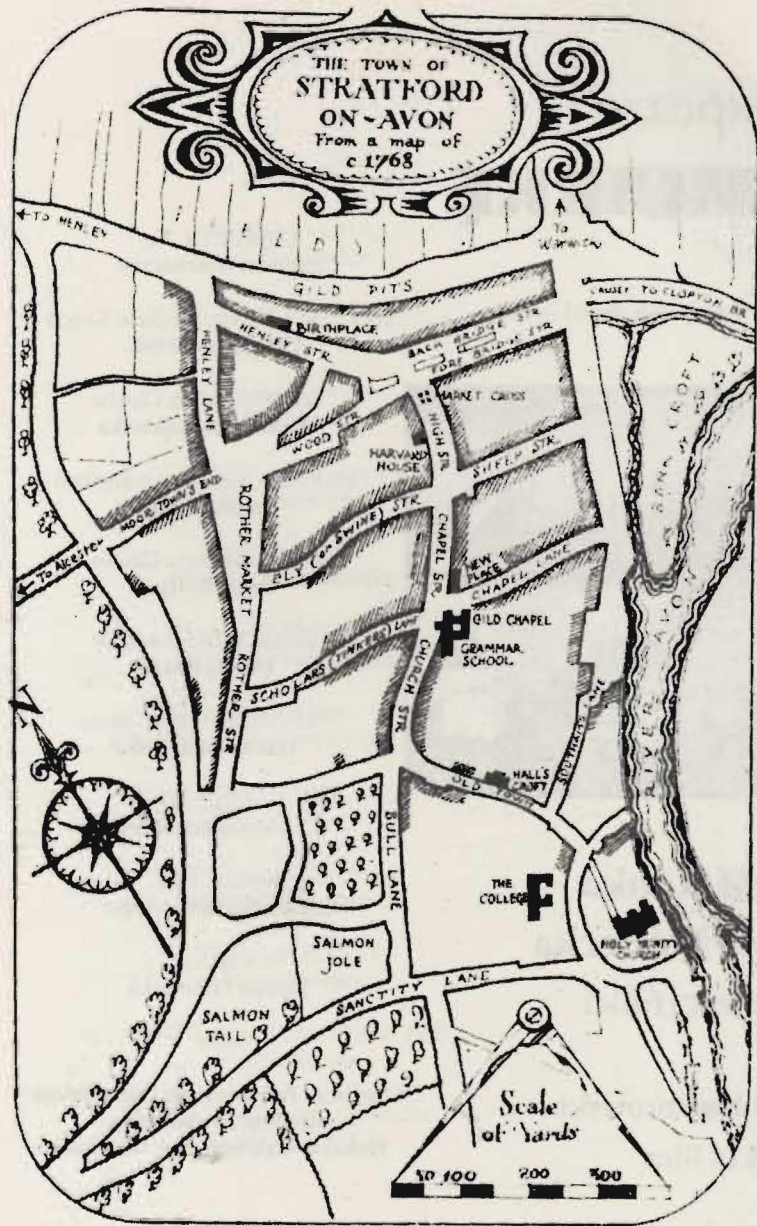 THE TOWN OF
STRATFORD
ON-AVON
From a map of
c 1768
TO HENLEY
FIELDS
TO
WARWICK
GILD PITS
CAUSEY TO CLOPTON BR
HENLEY LANE
HENLEY STR.
BIRTHPLACE
BACK BRIDGE STR
FORE BRIDGE STR.
MARKET CROSS
WOOD STR.
HIGH STR.
HARVARD
HOUSE
SHEEP STR.
BANK CROFT
MOOR TOWN'S END
TO ALCESTER
ROTHER MARKET
ELY (OR SWINE) STR.
CHAPEL STR.
NEW
PLACE
CHAPEL LANE
GILD CHAPEL
GRAMMAR
SCHOOL
SCHOLARS (TINKERS) LANE
ROTHER STR
CHURCH STR.
RIVER AVON
SOUTHERNS LANE
N
OLD TOWN
HALL'S
CROFT
BULL LANE
THE
COLLEGE
HOLY TRINITY
CHURCH
SALMON
JOLE
SALMON
TAIL
SANCTITY LANE
Scale
of Yards
50 100 200 300